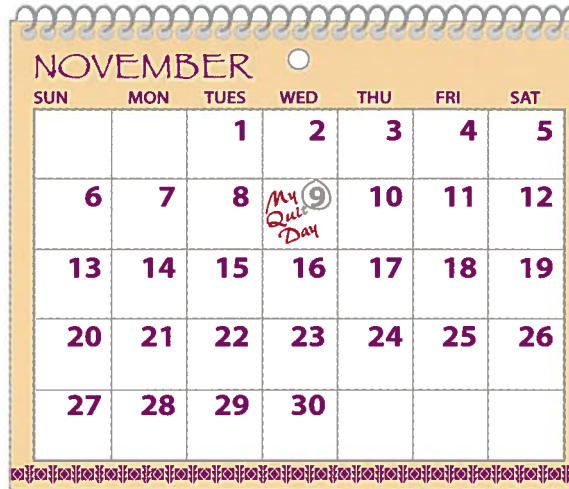 NOVEMBER
SUN MON TUES WED THU FRI SAT
1 2 3 4 5
6 7 8 9 10 11 12
My
Quit
Day
13 14 15 16 17 18 19
20 21 22 23 24 25 26
27 28 29 30